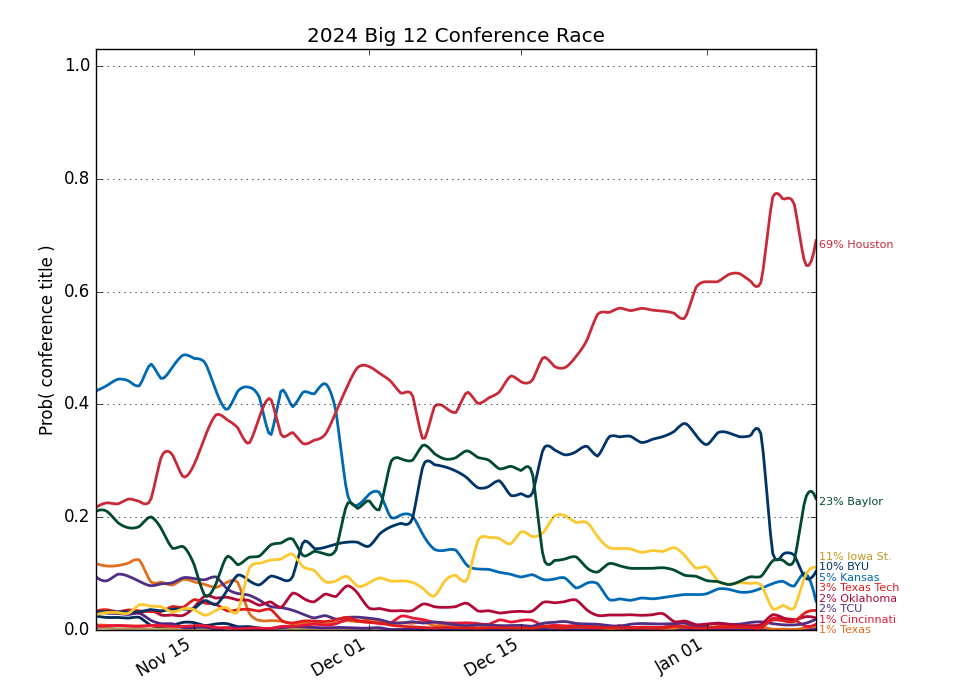 2024 Big 12 Conference Race
Prob( conference title )
1.0
0.8
0.6
0.4
0.2
0.0
Nov 15
Dec 01
Dec 15
Jan 01
69% Houston
23% Baylor
11% Iowa St.
10% BYU
5% Kansas
3% Texas Tech
2% Oklahoma
2% TCU
1% Cincinnati
1% Texas